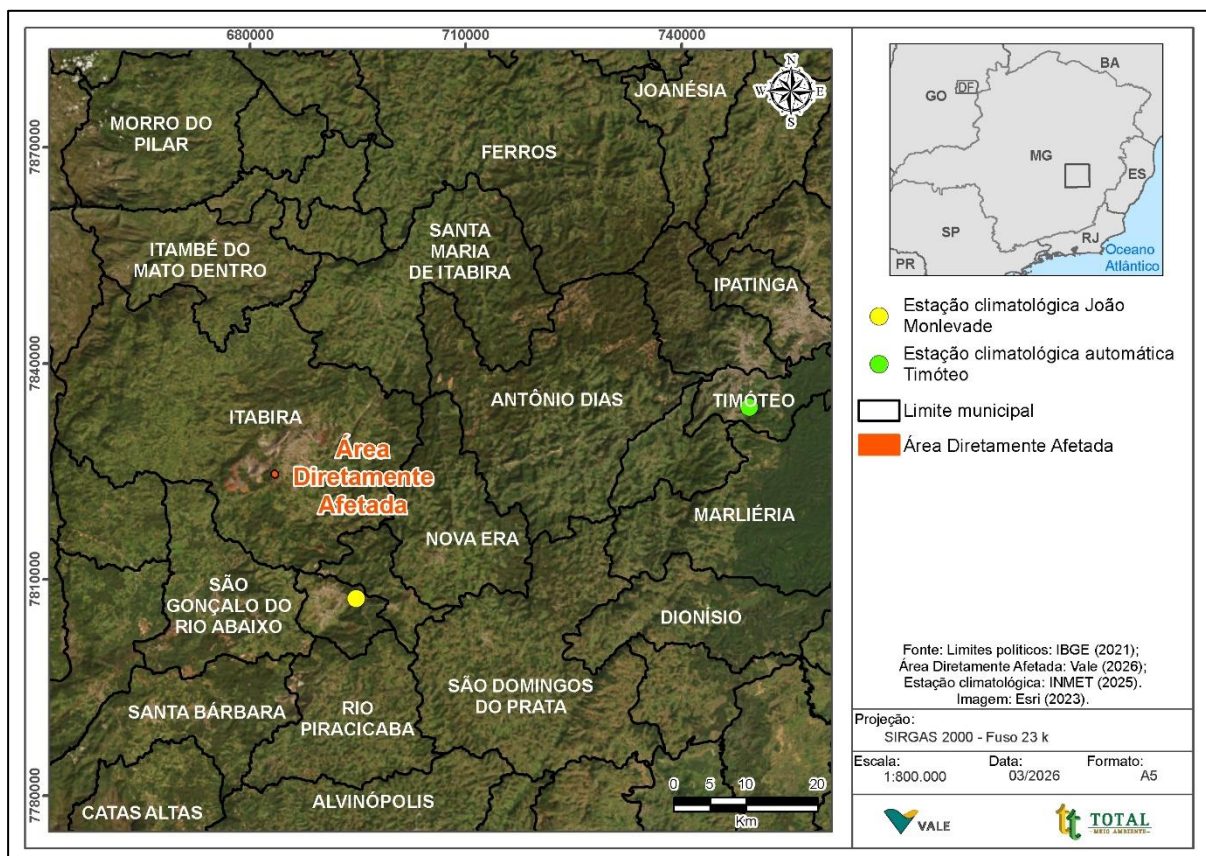 680000
710000
740000
7870000
7840000
7810000
7780000
N
W
E
S
JOANÉSIA
MORRO DO
PILAR
FERROS
ITAMBÉ DO
MATO DENTRO
SANTA
MARIA
DE ITABIRA
IPATINGA
ANTÔNIO DIAS
TIMÓTEO
ITABIRA
Área
Diretamente
Afetada
MARLIÉRIA
NOVA ERA
SÃO
GONÇALO DO
RIO ABAIXO
DIONÍSIO
SÃO DOMINGOS
DO PRATA
SANTA BÁRBARA
RIO
PIRACICABA
CATAS ALTAS
ALVINÓPOLIS
0 5 10 20
Km
BA
GO
DF
MG
ES
SP
RJ
PR
Oceano
Atlântico
Estação climatológica João
Monlevade
Estação climatológica automática
Timóteo
Limite municipal
Área Diretamente Afetada
Fonte: Limites políticos: IBGE (2021);
Área Diretamente Afetada: Vale (2026);
Estação climatológica: INMET (2025).
Imagem: Esri (2023).
Projeção:
SIRGAS 2000 - Fuso 23 k
Escala: Data: Formato:
1:800.000 03/2026 A5
VALE
TOTAL
MEIO AMBIENTE